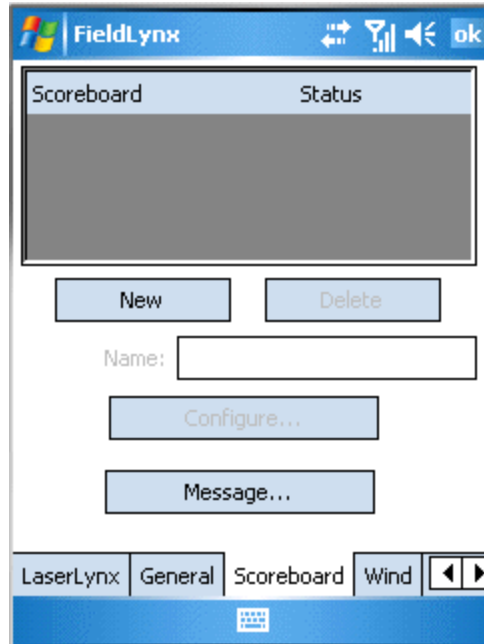 FieldLynx ok
Scoreboard Status
New Delete
Name:
Configure...
Message...
LaserLynx General Scoreboard Wind